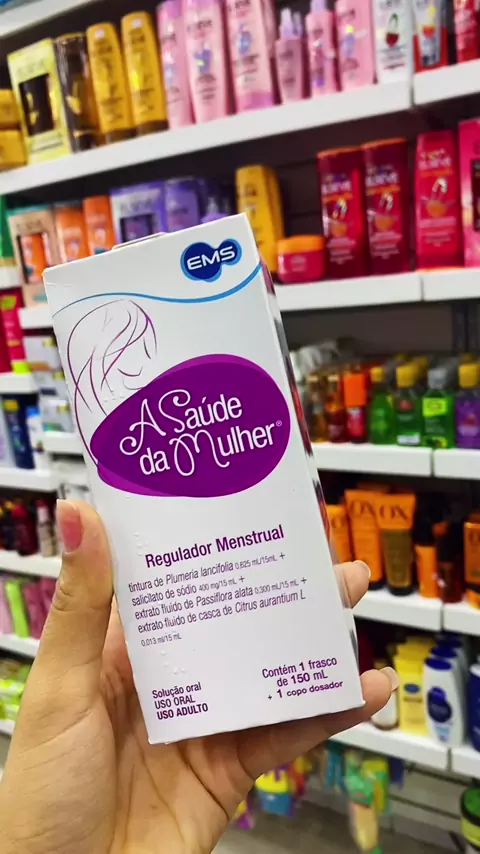 EMS
A Saúde
da Mulher®
Regulador Menstrual
tintura de Plumeria lancifolia 0,625 ml/15mL +
salicilato de sódio 400 mg/15 mL +
extrato fluido de Passiflora alata 0,300 mL/15 mL +
extrato fluido de casca de Citrus aurantium L
0,013 ml/15 mL
Solução oral
USO ORAL
USO ADULTO
Contém 1 frasco
de 150 mL
+ 1 copo dosador
OX
NIVEA